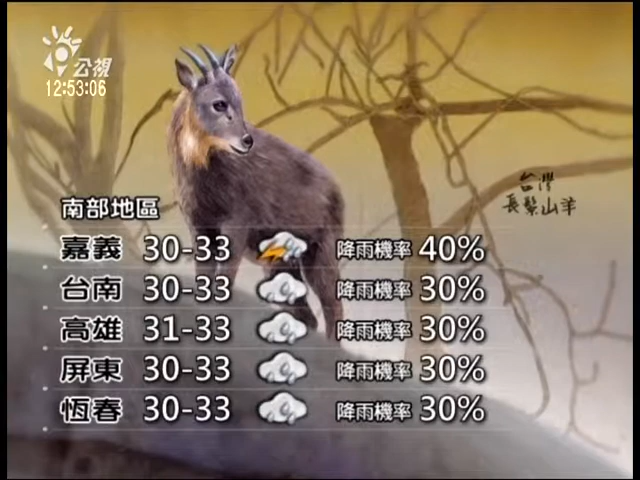 公視
12:53:06
台灣
長鬃山羊
南部地區
嘉義 30-33 降雨機率 40%
台南 30-33 降雨機率 30%
高雄 31-33 降雨機率 30%
屏東 30-33 降雨機率 30%
恆春 30-33 降雨機率 30%